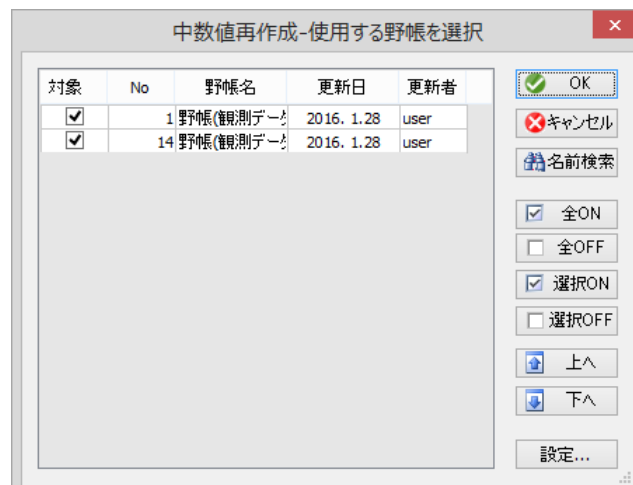 中数値再作成-使用する野帳を選択
対象 No 野帳名 更新日 更新者
1 野帳(観測データ 2016. 1.28 user
14 野帳(観測データ 2016. 1.28 user
OK
キャンセル
名前検索
全ON
全OFF
選択ON
選択OFF
上へ
下へ
設定...